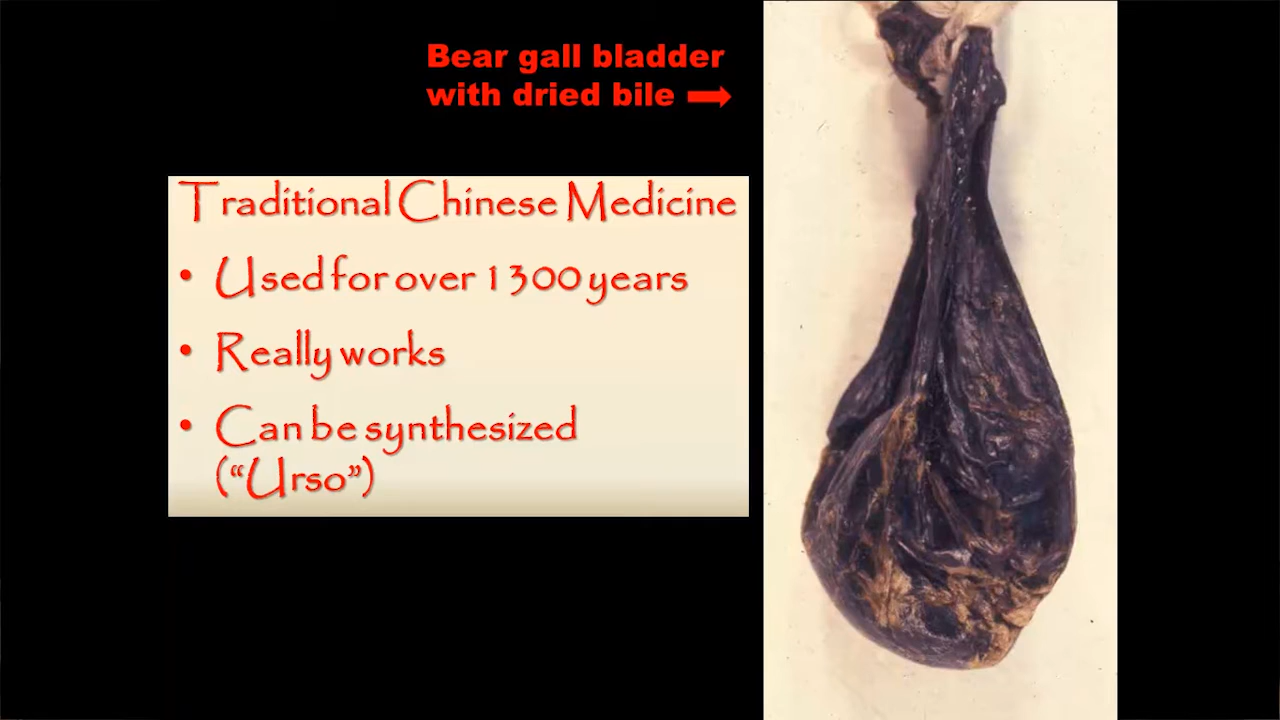 Bear gall bladder
with dried bile
Traditional Chinese Medicine
• Used for over 1300 years
• Really works
• Can be synthesized
("Urso")